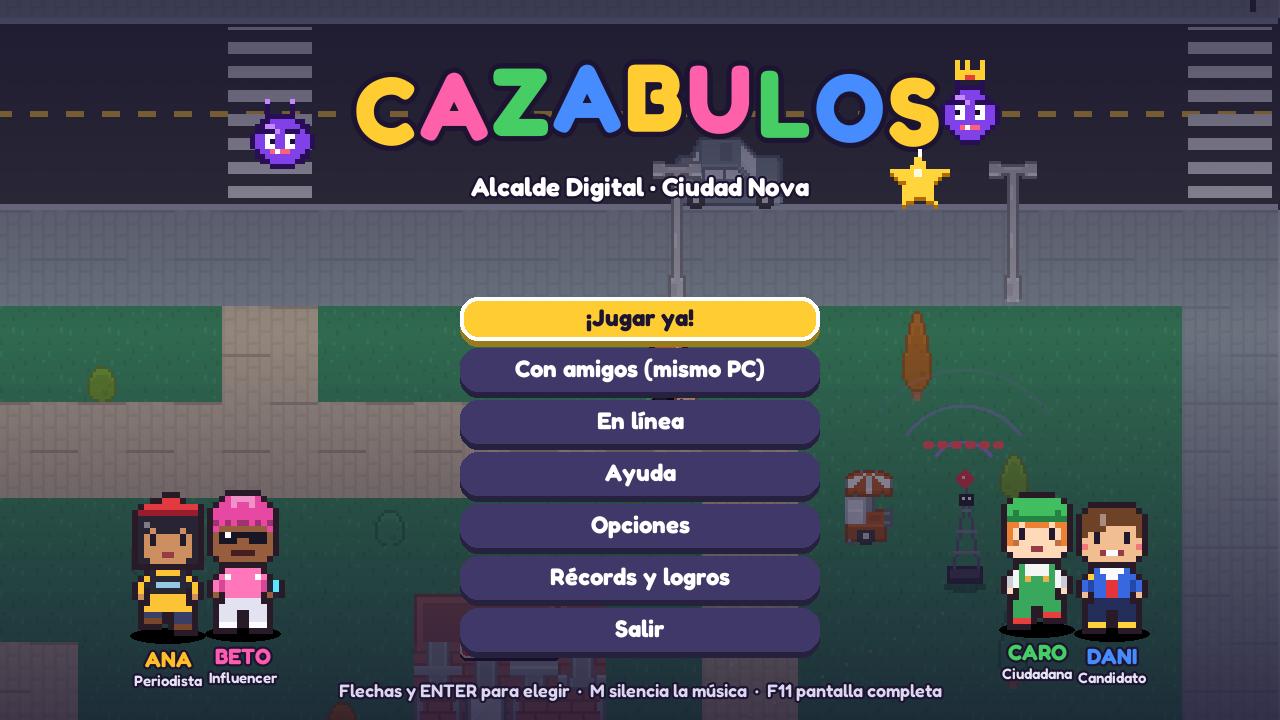 CAZABULOS
Alcalde Digital · Ciudad Nova
¡Jugar ya!
Con amigos (mismo PC)
En línea
Ayuda
Opciones
Récords y logros
Salir
ANA
Periodista
BETO
Influencer
CARO
Ciudadana
DANI
Candidato
Flechas y ENTER para elegir · M silencia la música · F11 pantalla completa